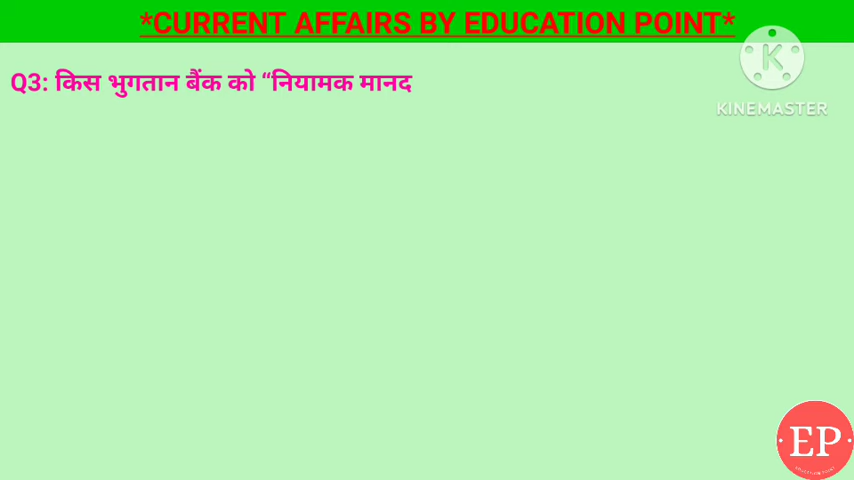 *CURRENT AFFAIRS BY EDUCATION POINT*
Q3: किस भुगतान बैंक को “नियामक मानद
KINEMASTER
EP